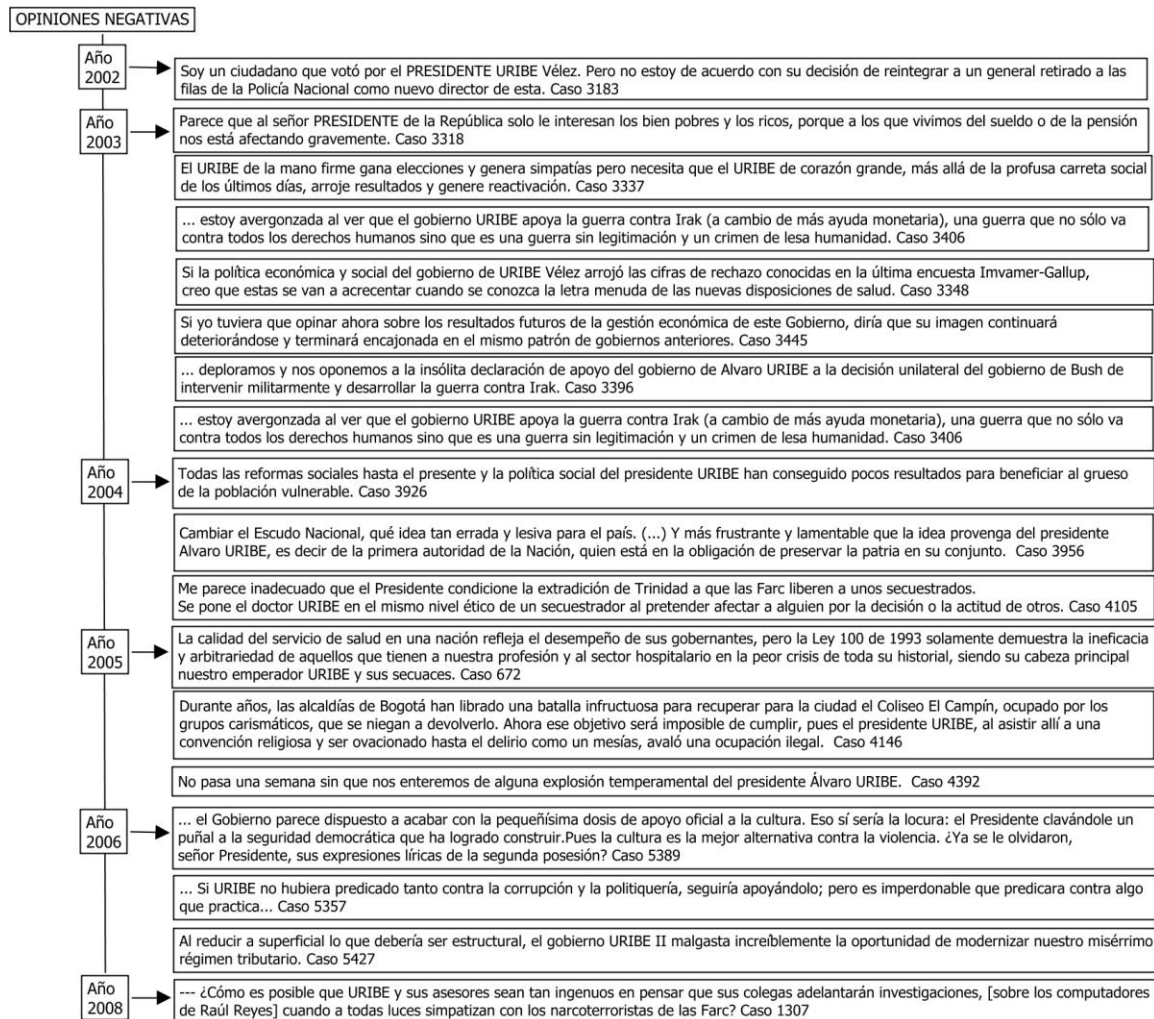 OPINIONES NEGATIVAS
Año
2002
Soy un ciudadano que votó por el PRESIDENTE URIBE Vélez. Pero no estoy de acuerdo con su decisión de reintegrar a un general retirado a las
filas de la Policía Nacional como nuevo director de esta. Caso 3183
Año
2003
Parece que al señor PRESIDENTE de la República solo le interesan los bien pobres y los ricos, porque a los que vivimos del sueldo o de la pensión
nos está afectando gravemente. Caso 3318
El URIBE de la mano firme gana elecciones y genera simpatías pero necesita que el URIBE de corazón grande, más allá de la profusa carreta social
de los últimos días, arroje resultados y genere reactivación. Caso 3337
... estoy avergonzada al ver que el gobierno URIBE apoya la guerra contra Irak (a cambio de más ayuda monetaria), una guerra que no sólo va
contra todos los derechos humanos sino que es una guerra sin legitimación y un crimen de lesa humanidad. Caso 3406
Si la política económica y social del gobierno de URIBE Vélez arrojó las cifras de rechazo conocidas en la última encuesta Imvamer-Gallup,
creo que estas se van a acrecentar cuando se conozca la letra menuda de las nuevas disposiciones de salud. Caso 3348
Si yo tuviera que opinar ahora sobre los resultados futuros de la gestión económica de este Gobierno, diría que su imagen continuará
deteriorándose y terminará encajonada en el mismo patrón de gobiernos anteriores. Caso 3445
... deploramos y nos oponemos a la insólita declaración de apoyo del gobierno de Alvaro URIBE a la decisión unilateral del gobierno de Bush de
intervenir militarmente y desarrollar la guerra contra Irak. Caso 3396
... estoy avergonzada al ver que el gobierno URIBE apoya la guerra contra Irak (a cambio de más ayuda monetaria), una guerra que no sólo va
contra todos los derechos humanos sino que es una guerra sin legitimación y un crimen de lesa humanidad. Caso 3406
Año
2004
Todas las reformas sociales hasta el presente y la política social del presidente URIBE han conseguido pocos resultados para beneficiar al grueso
de la población vulnerable. Caso 3926
Cambiar el Escudo Nacional, qué idea tan errada y lesiva para el país. (...) Y más frustrante y lamentable que la idea provenga del presidente
Alvaro URIBE, es decir de la primera autoridad de la Nación, quien está en la obligación de preservar la patria en su conjunto. Caso 3956
Me parece inadecuado que el Presidente condicione la extradición de Trinidad a que las Farc liberen a unos secuestrados.
Se pone el doctor URIBE en el mismo nivel ético de un secuestrador al pretender afectar a alguien por la decisión o la actitud de otros. Caso 4105
Año
2005
La calidad del servicio de salud en una nación refleja el desempeño de sus gobernantes, pero la Ley 100 de 1993 solamente demuestra la ineficacia
y arbitrariedad de aquellos que tienen a nuestra profesión y al sector hospitalario en la peor crisis de toda su historial, siendo su cabeza principal
nuestro emperador URIBE y sus secuaces. Caso 672
Durante años, las alcaldías de Bogotá han librado una batalla infructuosa para recuperar para la ciudad el Coliseo El Campín, ocupado por los
grupos carismáticos, que se niegan a devolverlo. Ahora ese objetivo será imposible de cumplir, pues el presidente URIBE, al asistir allí a una
convención religiosa y ser ovacionado hasta el delirio como un mesías, avaló una ocupación ilegal. Caso 4146
No pasa una semana sin que nos enteremos de alguna explosión temperamental del presidente Álvaro URIBE. Caso 4392
Año
2006
... el Gobierno parece dispuesto a acabar con la pequeñísima dosis de apoyo oficial a la cultura. Eso sí sería la locura: el Presidente clavándole un
puñal a la seguridad democrática que ha logrado construir.Pues la cultura es la mejor alternativa contra la violencia. ¿Ya se le olvidaron,
señor Presidente, sus expresiones líricas de la segunda posesión? Caso 5389
... Si URIBE no hubiera predicado tanto contra la corrupción y la politiquería, seguiría apoyándolo; pero es imperdonable que predicara contra algo
que practica... Caso 5357
Al reducir a superficial lo que debería ser estructural, el gobierno URIBE II malgasta increíblemente la oportunidad de modernizar nuestro misérrimo
régimen tributario. Caso 5427
Año
2008
--- ¿Cómo es posible que URIBE y sus asesores sean tan ingenuos en pensar que sus colegas adelantarán investigaciones, [sobre los computadores
de Raúl Reyes] cuando a todas luces simpatizan con los narcoterroristas de las Farc? Caso 1307